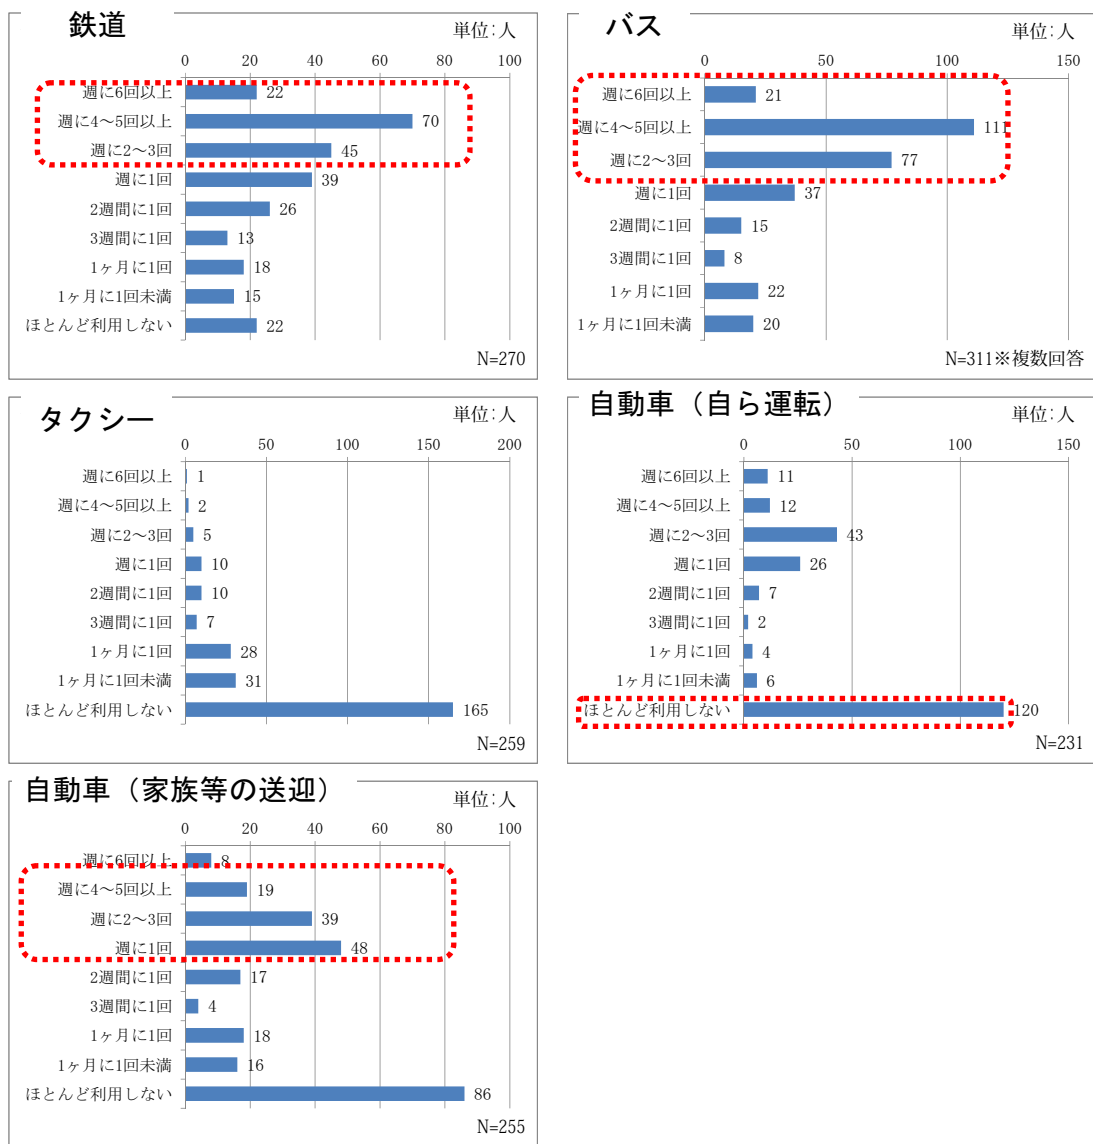 鉄道
単位：人
0 20 40 60 80 100
週に6回以上 22
週に4～5回以上 70
週に2～3回 45
週に1回 39
2週間に1回 26
3週間に1回 13
1ヶ月に1回 18
1ヶ月に1回未満 15
ほとんど利用しない 22
N=270
バス
単位：人
0 50 100 150
週に6回以上 21
週に4～5回以上 111
週に2～3回 77
週に1回 37
2週間に1回 15
3週間に1回 8
1ヶ月に1回 22
1ヶ月に1回未満 20
N=311※複数回答
タクシー
単位：人
0 50 100 150 200
週に6回以上 1
週に4～5回以上 2
週に2～3回 5
週に1回 10
2週間に1回 10
3週間に1回 7
1ヶ月に1回 28
1ヶ月に1回未満 31
ほとんど利用しない 165
N=259
自動車（自ら運転）
単位：人
0 50 100 150
週に6回以上 11
週に4～5回以上 12
週に2～3回 43
週に1回 26
2週間に1回 7
3週間に1回 2
1ヶ月に1回 4
1ヶ月に1回未満 6
ほとんど利用しない 120
N=231
自動車（家族等の送迎）
単位：人
0 20 40 60 80 100
週に6回以上 8
週に4～5回以上 19
週に2～3回 39
週に1回 48
2週間に1回 17
3週間に1回 4
1ヶ月に1回 18
1ヶ月に1回未満 16
ほとんど利用しない 86
N=255